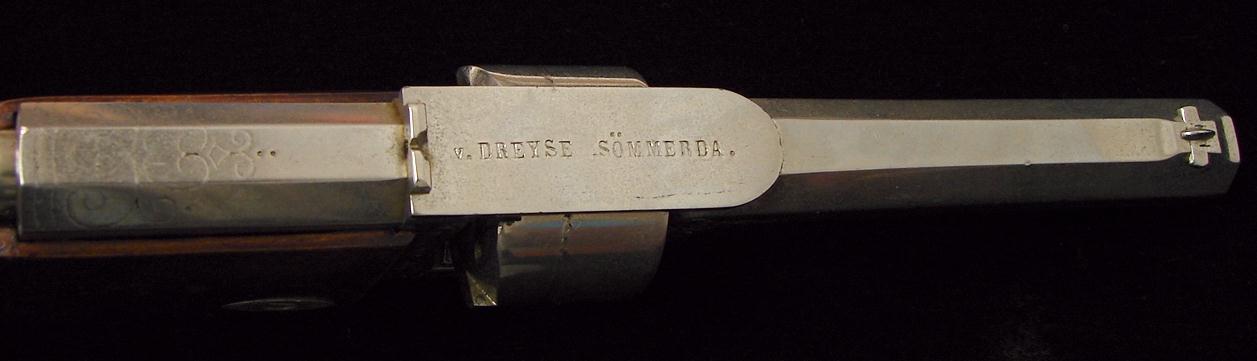 v. DREYSE SÖMMERDA.